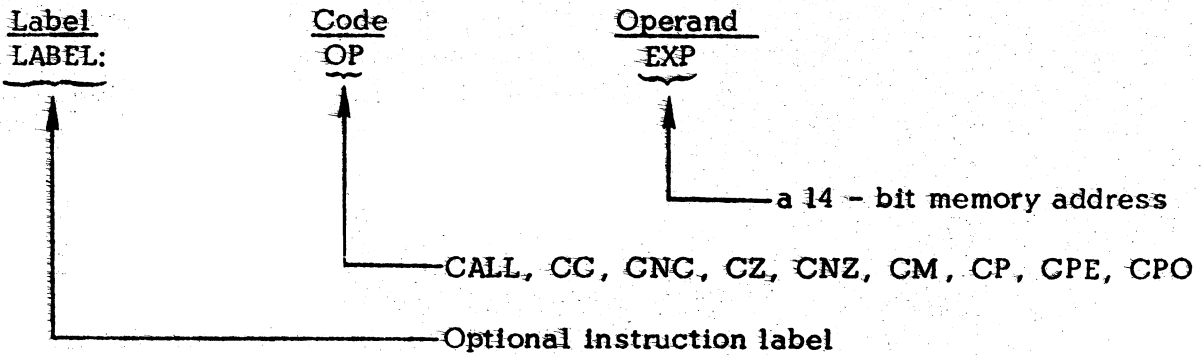 Label Code Operand
LABEL: OP EXP
a 14 - bit memory address
CALL, CC, CNC, CZ, CNZ, CM, CP, CPE, CPO
Optional instruction label